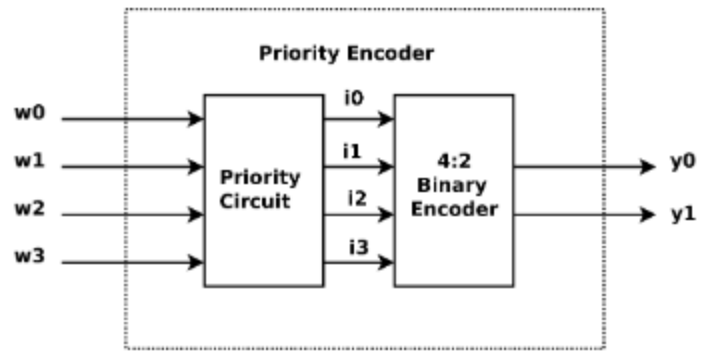 Priority Encoder
w0
w1
w2
w3
Priority
Circuit
i0
i1
i2
i3
4:2
Binary
Encoder
y0
y1